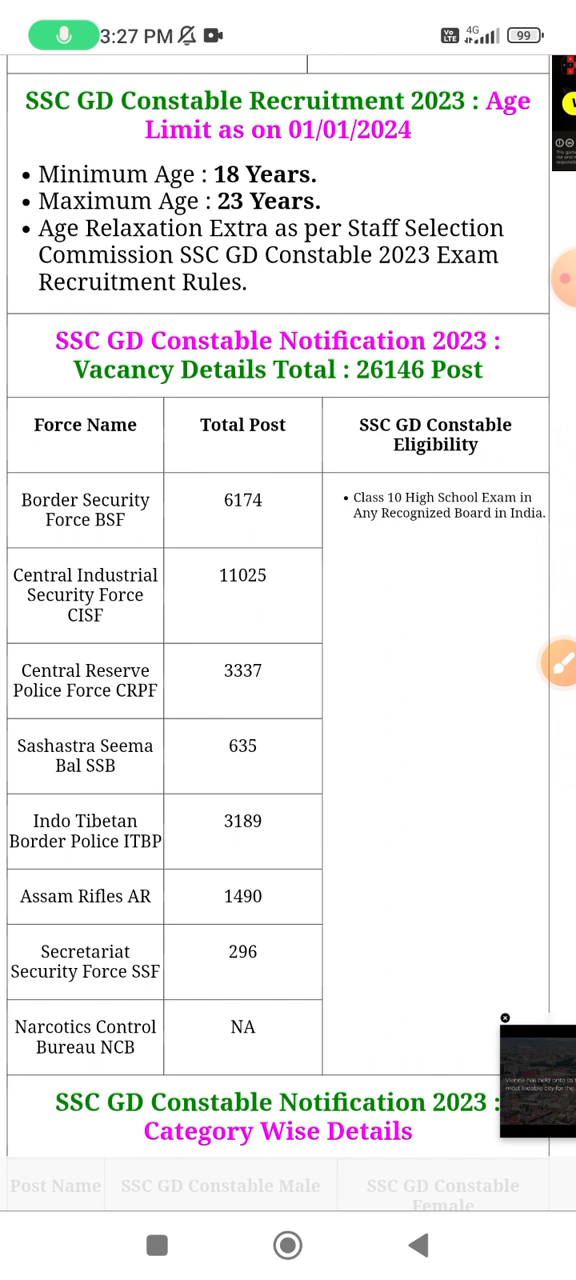 3:27 PM
Vo LTE 4G 99
SSC GD Constable Recruitment 2023 : Age
Limit as on 01/01/2024
• Minimum Age : 18 Years.
• Maximum Age : 23 Years.
• Age Relaxation Extra as per Staff Selection
Commission SSC GD Constable 2023 Exam
Recruitment Rules.
SSC GD Constable Notification 2023 :
Vacancy Details Total : 26146 Post
Force Name
Total Post
SSC GD Constable
Eligibility
Border Security
Force BSF
6174
• Class 10 High School Exam in
Any Recognized Board in India.
Central Industrial
Security Force
CISF
11025
Central Reserve
Police Force CRPF
3337
Sashastra Seema
Bal SSB
635
Indo Tibetan
Border Police ITBP
3189
Assam Rifles AR
1490
Secretariat
Security Force SSF
296
Narcotics Control
Bureau NCB
NA
SSC GD Constable Notification 2023 :
Category Wise Details
Post Name
SSC GD Constable Male
SSC GD Constable
Female